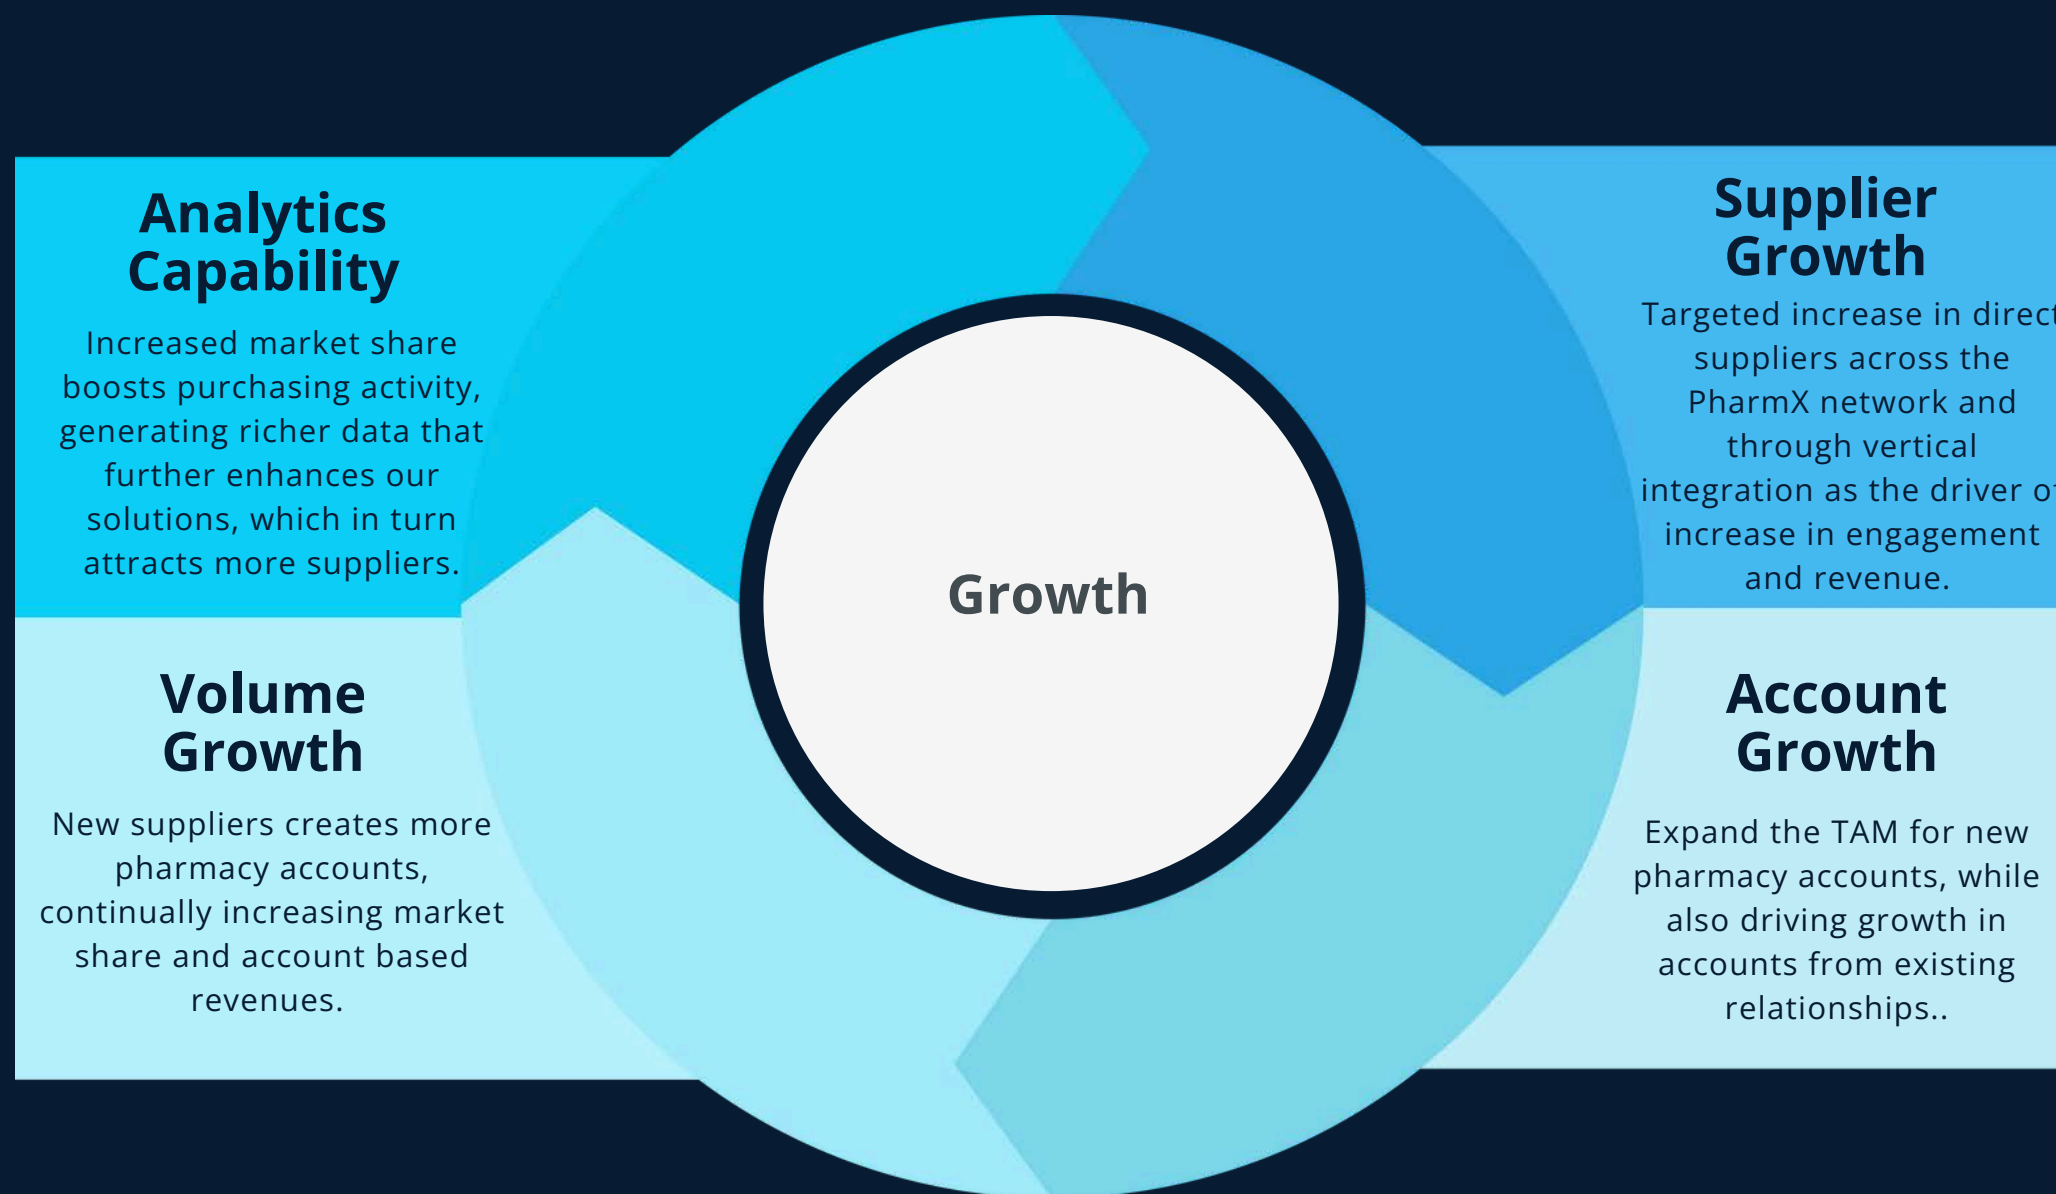 Analytics
Capability
Increased market share
boosts purchasing activity,
generating richer data that
further enhances our
solutions, which in turn
attracts more suppliers.
Volume
Growth
New suppliers creates more
pharmacy accounts,
continually increasing market
share and account based
revenues.
Growth
Supplier
Growth
Targeted increase in direct
suppliers across the
PharmX network and
through vertical
integration as the driver of
increase in engagement
and revenue.
Account
Growth
Expand the TAM for new
pharmacy accounts, while
also driving growth in
accounts from existing
relationships..